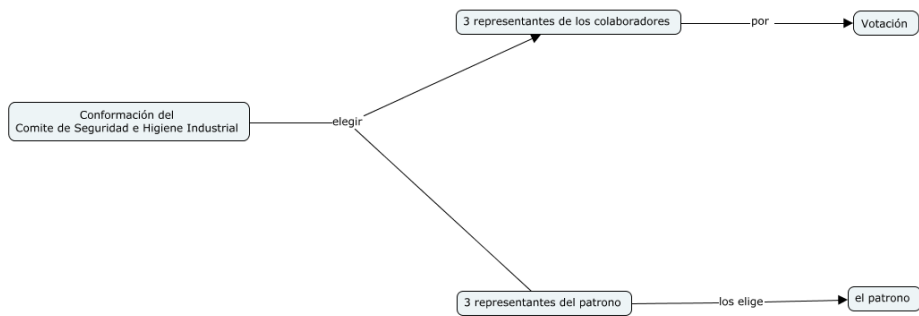 3 representantes de los colaboradores
por
Votación
Conformación del
Comite de Seguridad e Higiene Industrial
elegir
3 representantes del patrono
los elige
el patrono